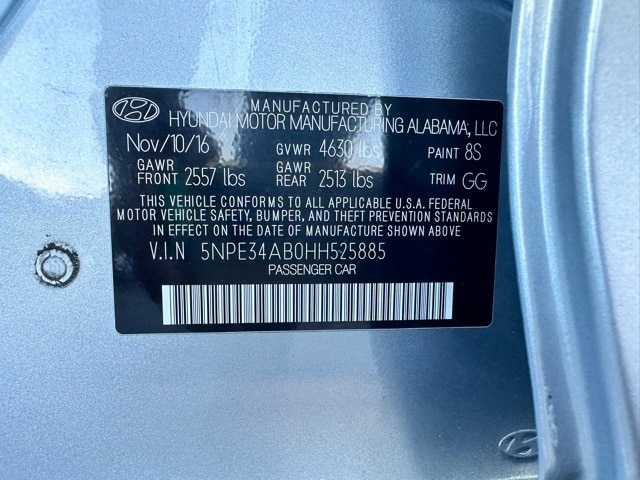 MANUFACTURED BY
HYUNDAI MOTOR MANUFACTURING ALABAMA, LLC
Nov/10/16 GVWR 4630 lbs PAINT 8S
GAWR FRONT 2557 lbs GAWR REAR 2513 lbs TRIM GG
THIS VEHICLE CONFORMS TO ALL APPLICABLE U.S.A. FEDERAL
MOTOR VEHICLE SAFETY, BUMPER, AND THEFT PREVENTION STANDARDS
IN EFFECT ON THE DATE OF MANUFACTURE SHOWN ABOVE
V.I.N 5NPE34AB0HH525885
PASSENGER CAR